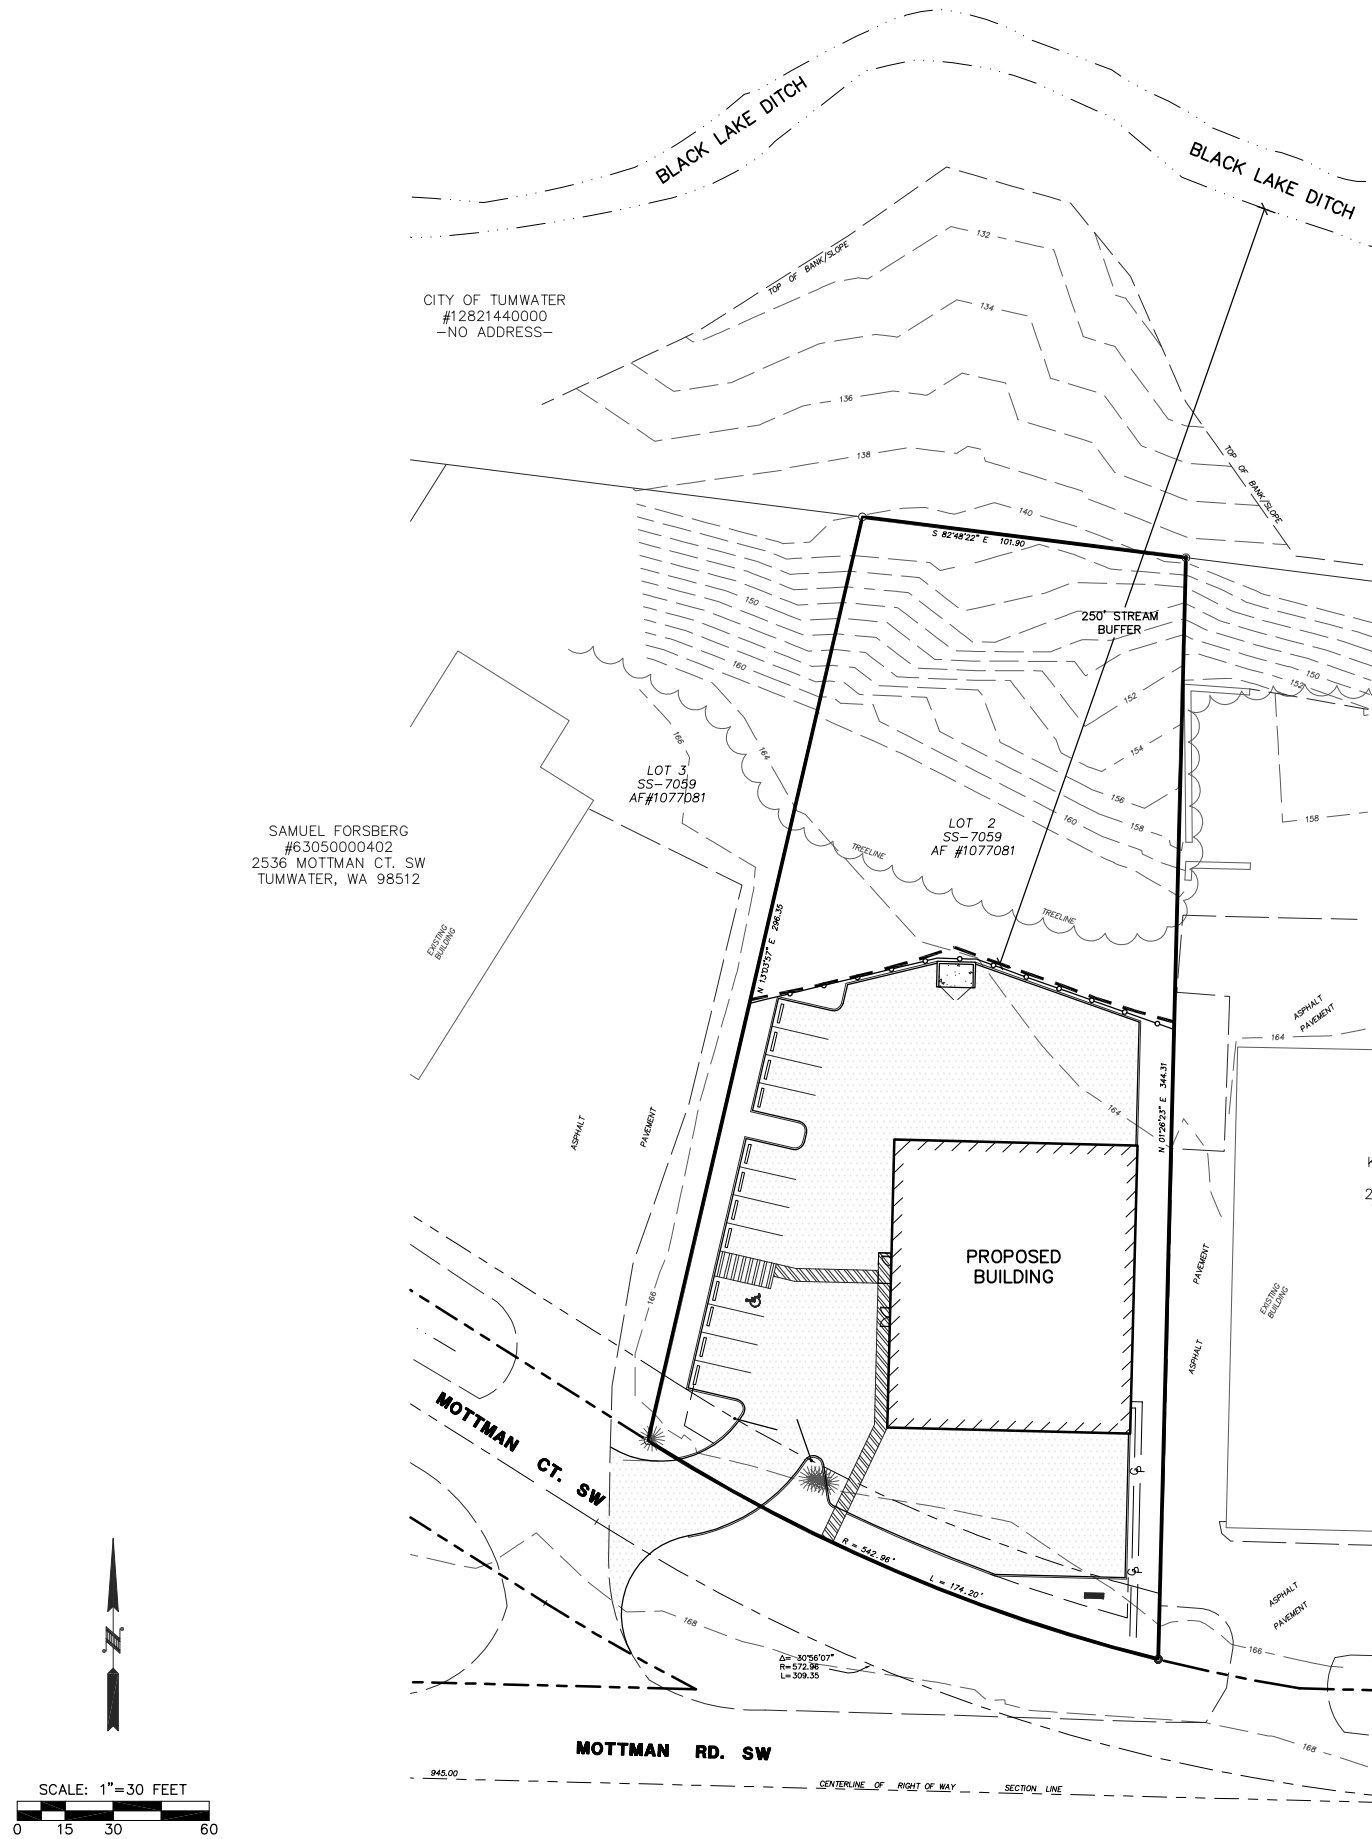 BLACK LAKE DITCH
BLACK LAKE DITCH
TOP OF BANK/SLOPE
132
CITY OF TUMWATER
#12821440000
-NO ADDRESS-
134
136
138
TOP OF BANK/SLOPE
140
S 82°48'22" E 101.90
150
250' STREAM
BUFFER
160
150
152
152
166
164
154
LOT 3
SS-7059
AF#1077081
156
158
160
158
LOT 2
SS-7059
AF #1077081
SAMUEL FORSBERG
#63050000402
2536 MOTTMAN CT. SW
TUMWATER, WA 98512
TREELINE
TREELINE
EXISTING
BUILDING
N 13°03'57" E 296.35
ASPHALT
PAVEMENT
164
164
N 01°26'23" E 344.31
ASPHALT
PAVEMENT
K
2
PROPOSED
BUILDING
PAVEMENT
ASPHALT
EXISTING
BUILDING
166
MOTTMAN CT. SW
R = 542.96'
L = 174.20'
168
Δ= 30°56'07"
R=572.96
L=309.35
ASPHALT
PAVEMENT
166
168
MOTTMAN RD. SW
945.00
CENTERLINE OF RIGHT OF WAY SECTION LINE
N
SCALE: 1"=30 FEET
0 15 30 60